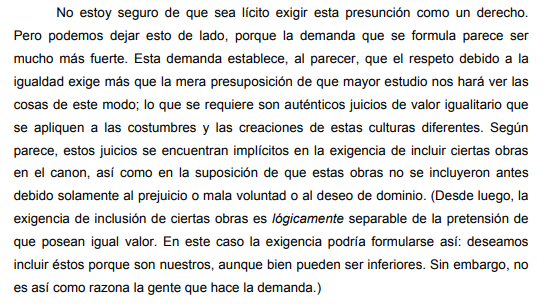 No estoy seguro de que sea lícito exigir esta presunción como un derecho.
Pero podemos dejar esto de lado, porque la demanda que se formula parece ser
mucho más fuerte. Esta demanda establece, al parecer, que el respeto debido a la
igualdad exige más que la mera presuposición de que mayor estudio nos hará ver las
cosas de este modo; lo que se requiere son auténticos juicios de valor igualitario que
se apliquen a las costumbres y las creaciones de estas culturas diferentes. Según
parece, estos juicios se encuentran implícitos en la exigencia de incluir ciertas obras
en el canon, así como en la suposición de que estas obras no se incluyeron antes
debido solamente al prejuicio o mala voluntad o al deseo de dominio. (Desde luego, la
exigencia de inclusión de ciertas obras es lógicamente separable de la pretensión de
que posean igual valor. En este caso la exigencia podría formularse así: deseamos
incluir éstos porque son nuestros, aunque bien pueden ser inferiores. Sin embargo, no
es así como razona la gente que hace la demanda.)